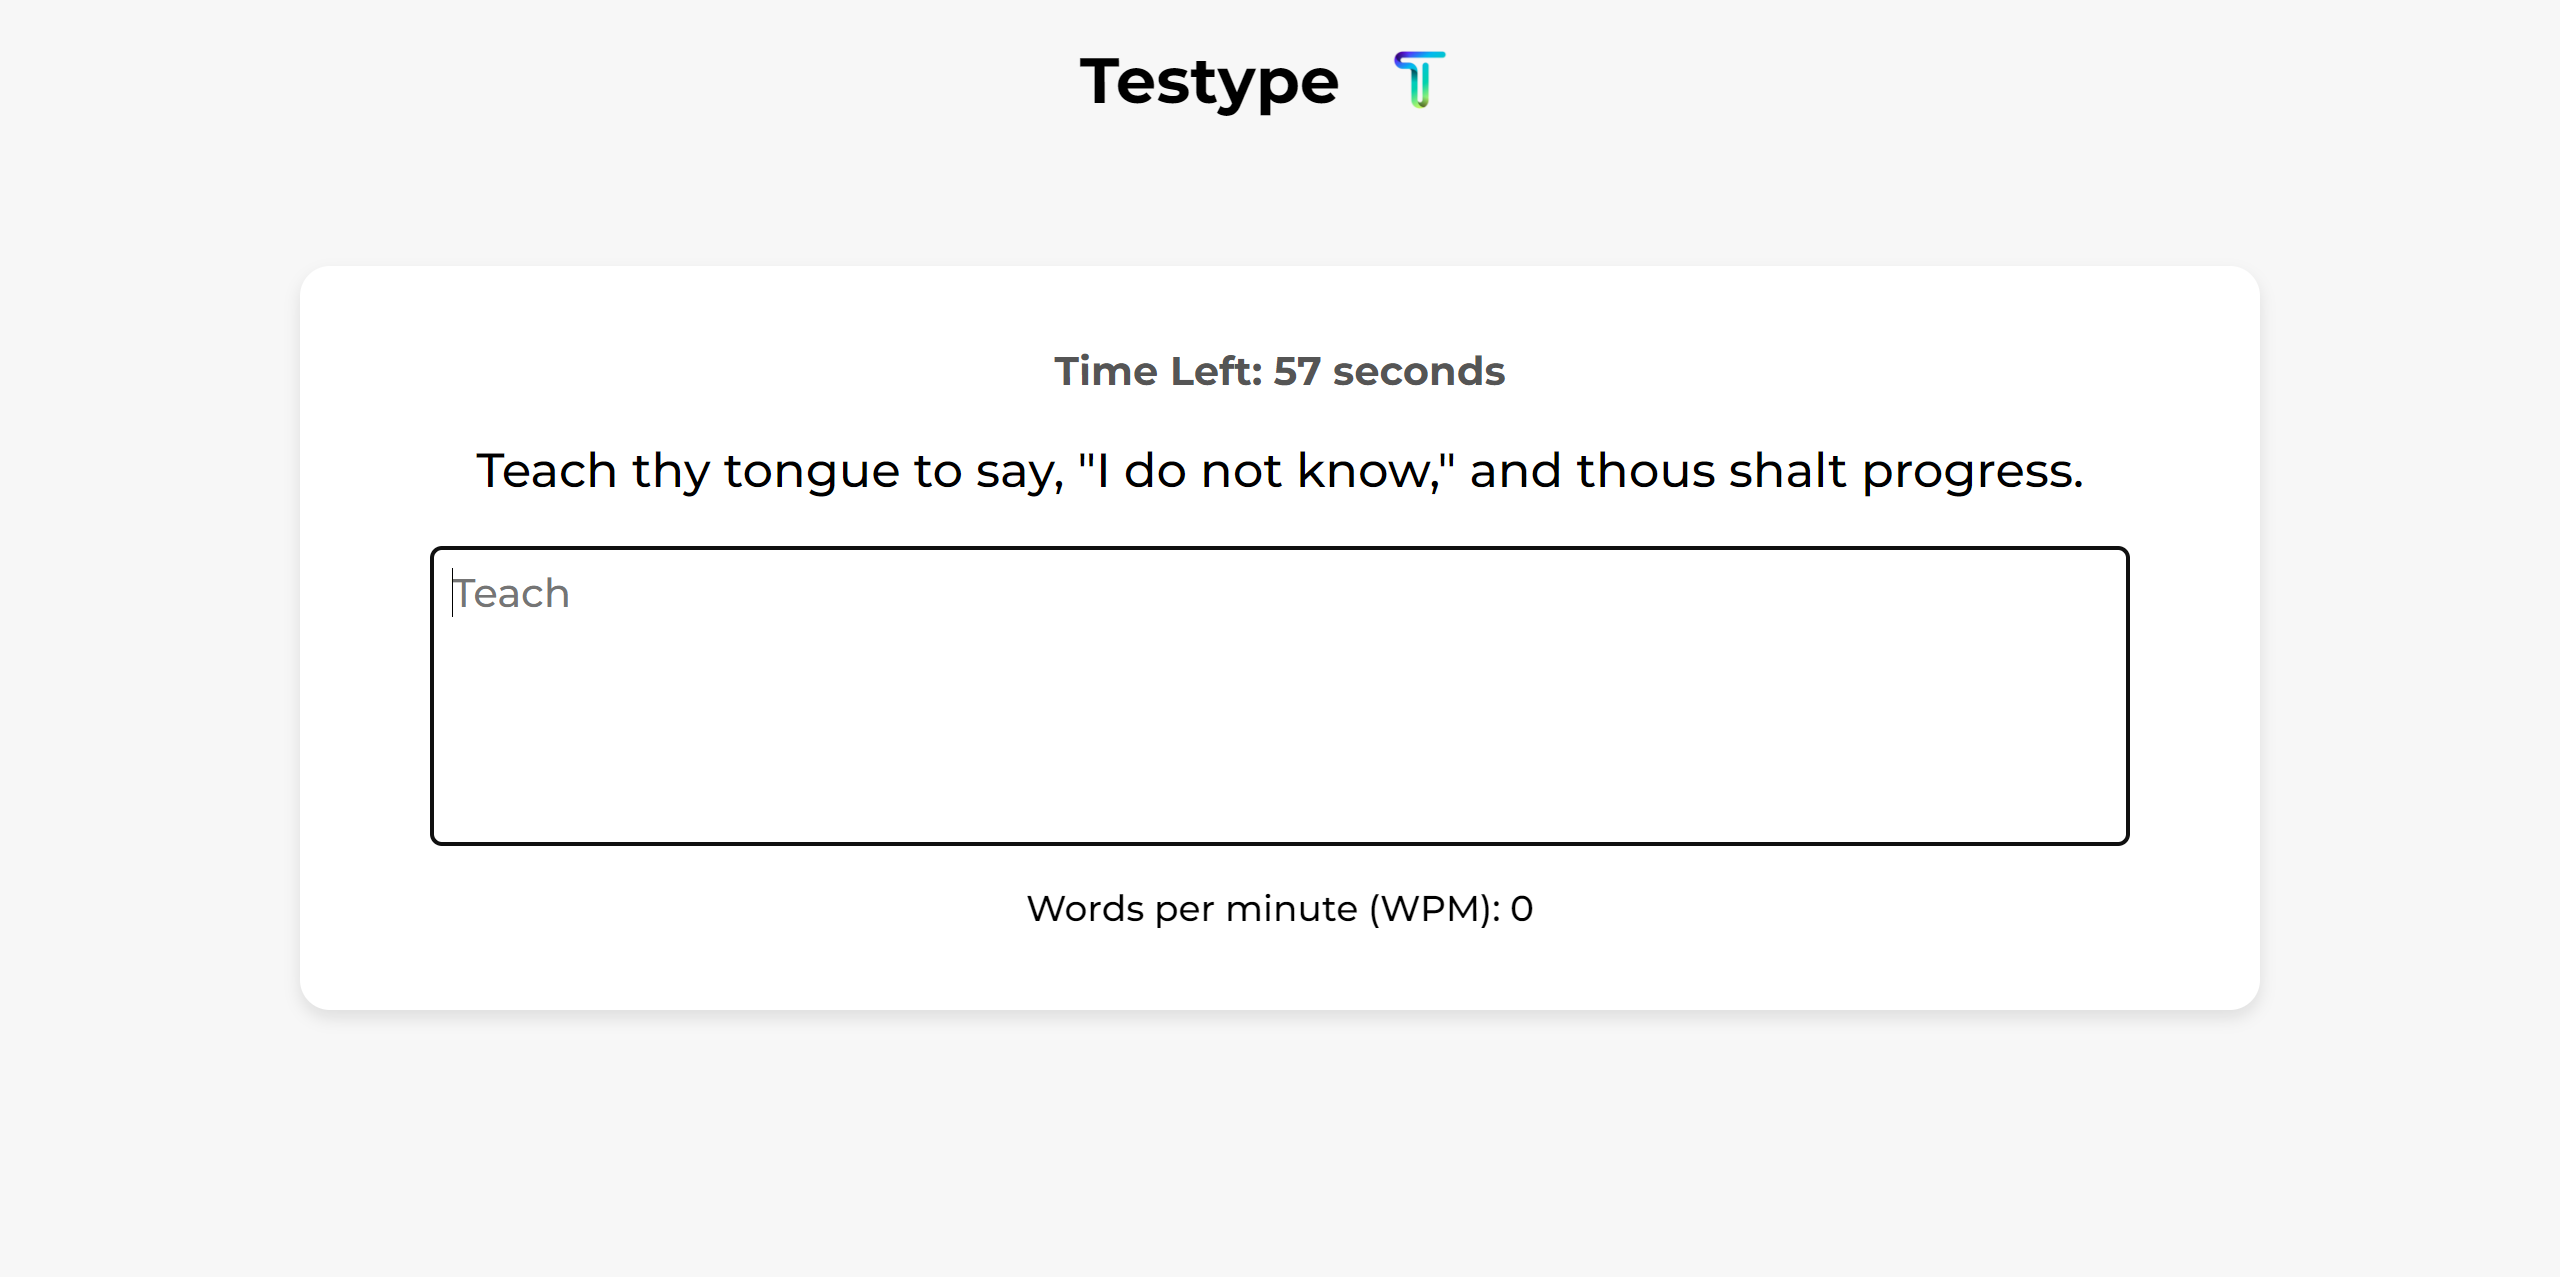 Testype
Time Left: 57 seconds
Teach thy tongue to say, "I do not know," and thous shalt progress.
Teach
Words per minute (WPM): 0